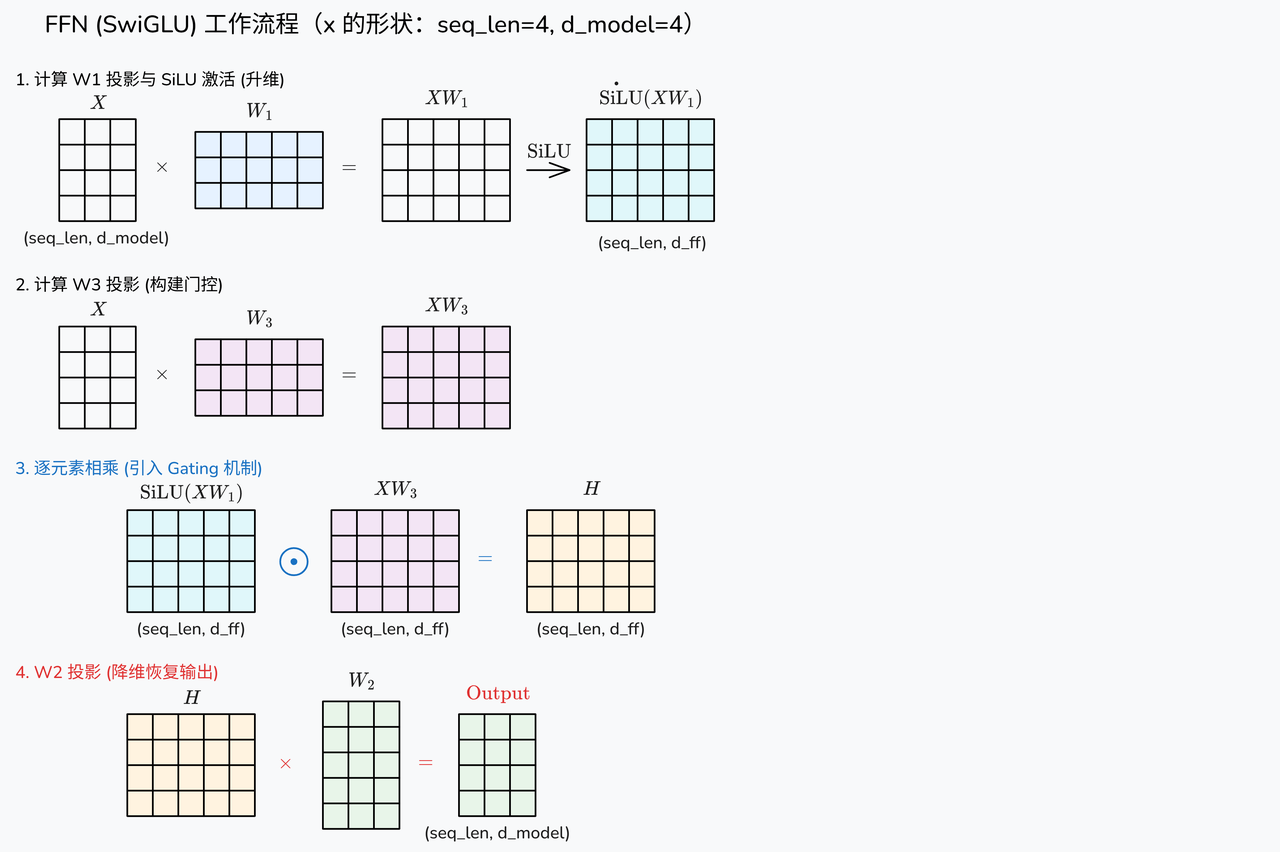 FFN (SwiGLU) 工作流程（x 的形状：seq_len=4, d_model=4）
1. 计算 W1 投影与 SiLU 激活 (升维)
X
W₁
XW₁
SiLU(XW₁)
×
=
SiLU
(seq_len, d_model)
(seq_len, d_ff)
2. 计算 W3 投影 (构建门控)
X
W₃
XW₃
×
=
3. 逐元素相乘 (引入 Gating 机制)
SiLU(XW₁)
XW₃
H
⊙
=
(seq_len, d_ff)
(seq_len, d_ff)
(seq_len, d_ff)
4. W2 投影 (降维恢复输出)
H
W₂
Output
×
=
(seq_len, d_model)